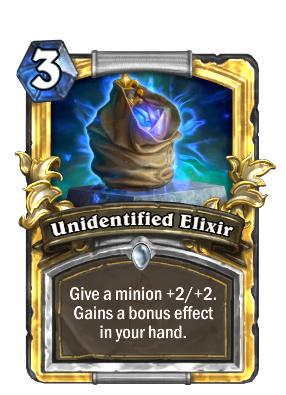 3
Unidentified Elixir
Give a minion +2/+2.
Gains a bonus effect
in your hand.